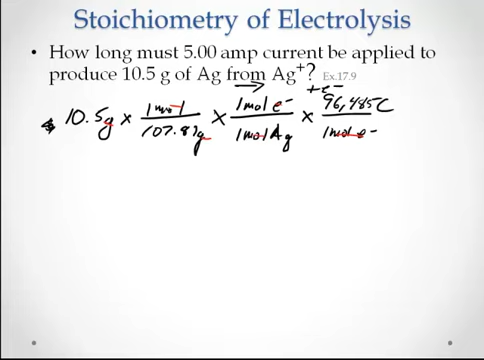 Stoichiometry of Electrolysis
• How long must 5.00 amp current be applied to
produce 10.5 g of Ag from Ag⁺? Ex.17.9
+e-
10.5g × 1mol/107.87g × 1mol e-/1mol Ag × 96,485C/1mol e-